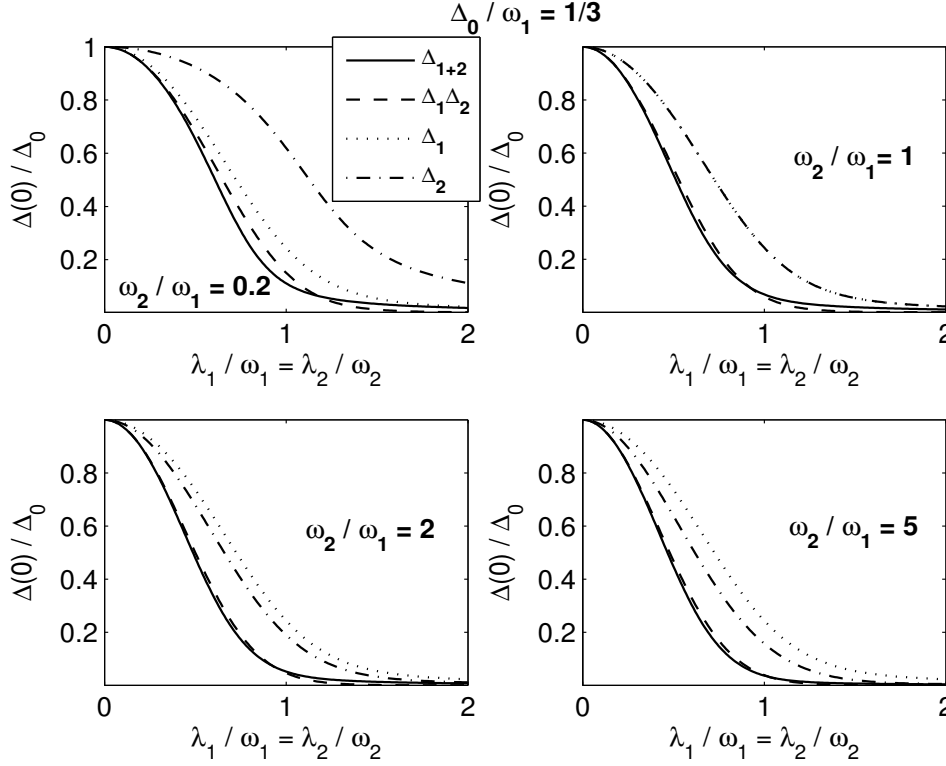 Δ₀ / ω₁ = 1/3
Δ(0) / Δ₀
1
0.8
0.6
0.4
0.2
0
1
2
λ₁ / ω₁ = λ₂ / ω₂
ω₂ / ω₁ = 0.2
Δ₁₊₂
Δ₁Δ₂
Δ₁
Δ₂
Δ(0) / Δ₀
0.8
0.6
0.4
0.2
0
1
2
λ₁ / ω₁ = λ₂ / ω₂
ω₂ / ω₁= 1
Δ(0) / Δ₀
0.8
0.6
0.4
0.2
0
1
2
λ₁ / ω₁ = λ₂ / ω₂
ω₂ / ω₁ = 2
Δ(0) / Δ₀
0.8
0.6
0.4
0.2
0
1
2
λ₁ / ω₁ = λ₂ / ω₂
ω₂ / ω₁ = 5